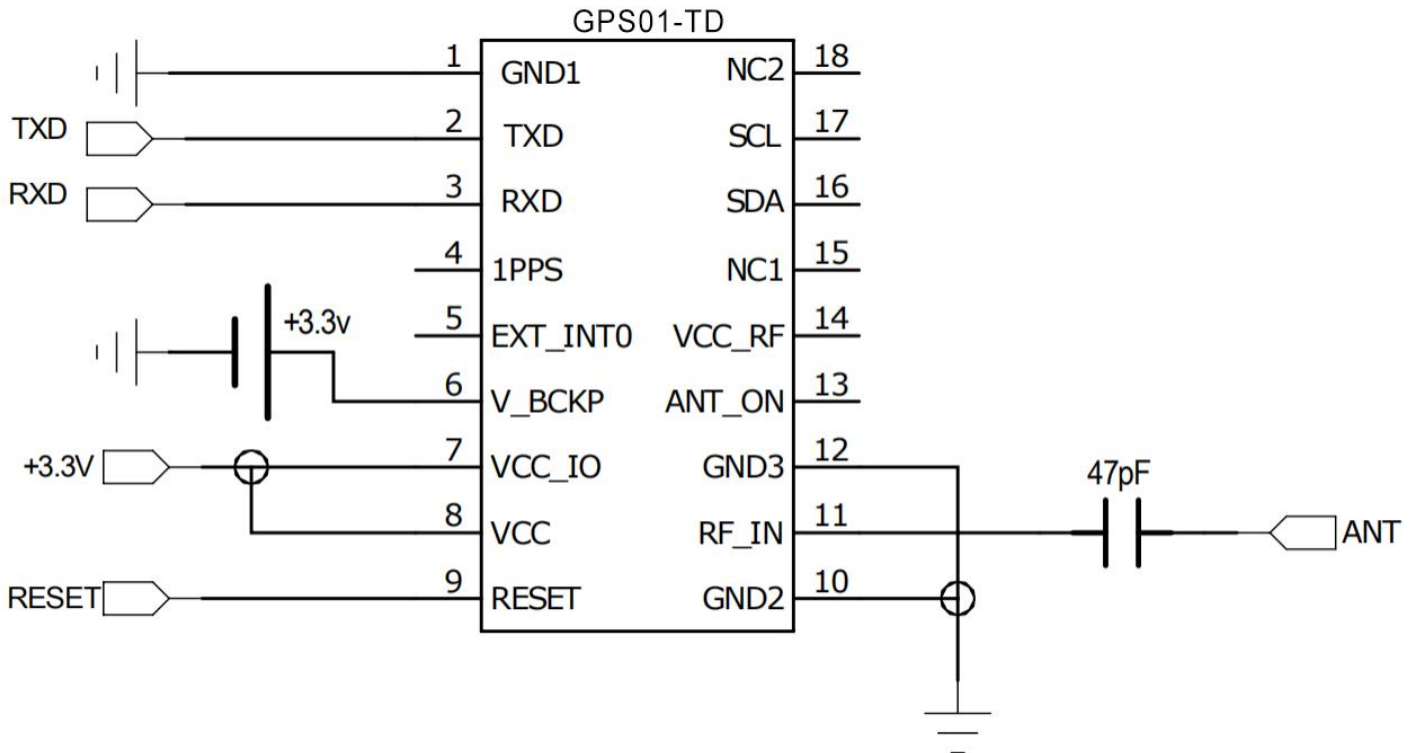 GPS01-TD
1 GND1 NC2 18
TXD 2 TXD SCL 17
RXD 3 RXD SDA 16
4 1PPS NC1 15
+3.3v 5 EXT_INT0 VCC_RF 14
6 V_BCKP ANT_ON 13
+3.3V 7 VCC_IO GND3 12
47pF
8 VCC RF_IN 11 ANT
RESET 9 RESET GND2 10